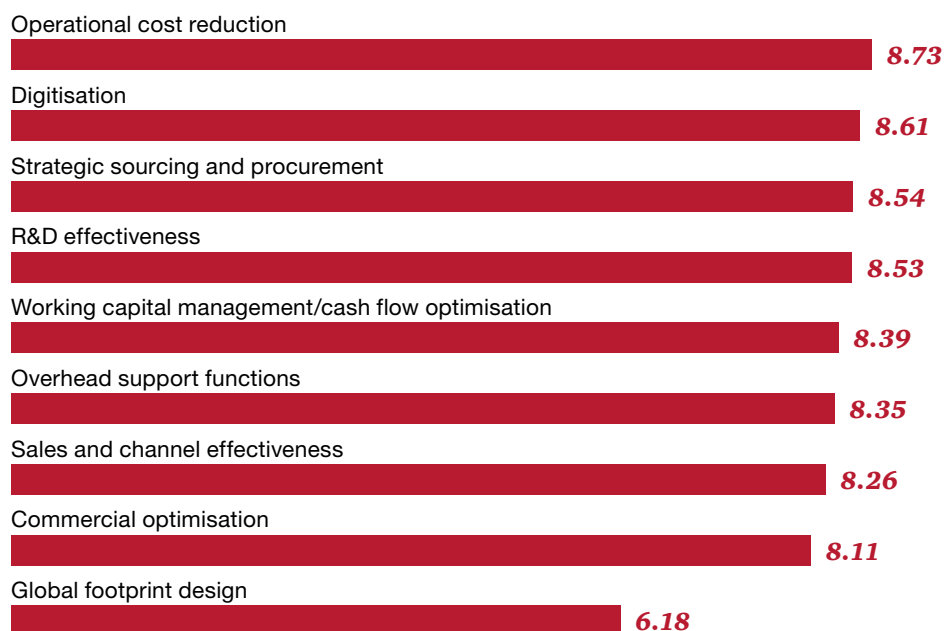 Operational cost reduction
8.73
Digitisation
8.61
Strategic sourcing and procurement
8.54
R&D effectiveness
8.53
Working capital management/cash flow optimisation
8.39
Overhead support functions
8.35
Sales and channel effectiveness
8.26
Commercial optimisation
8.11
Global footprint design
6.18